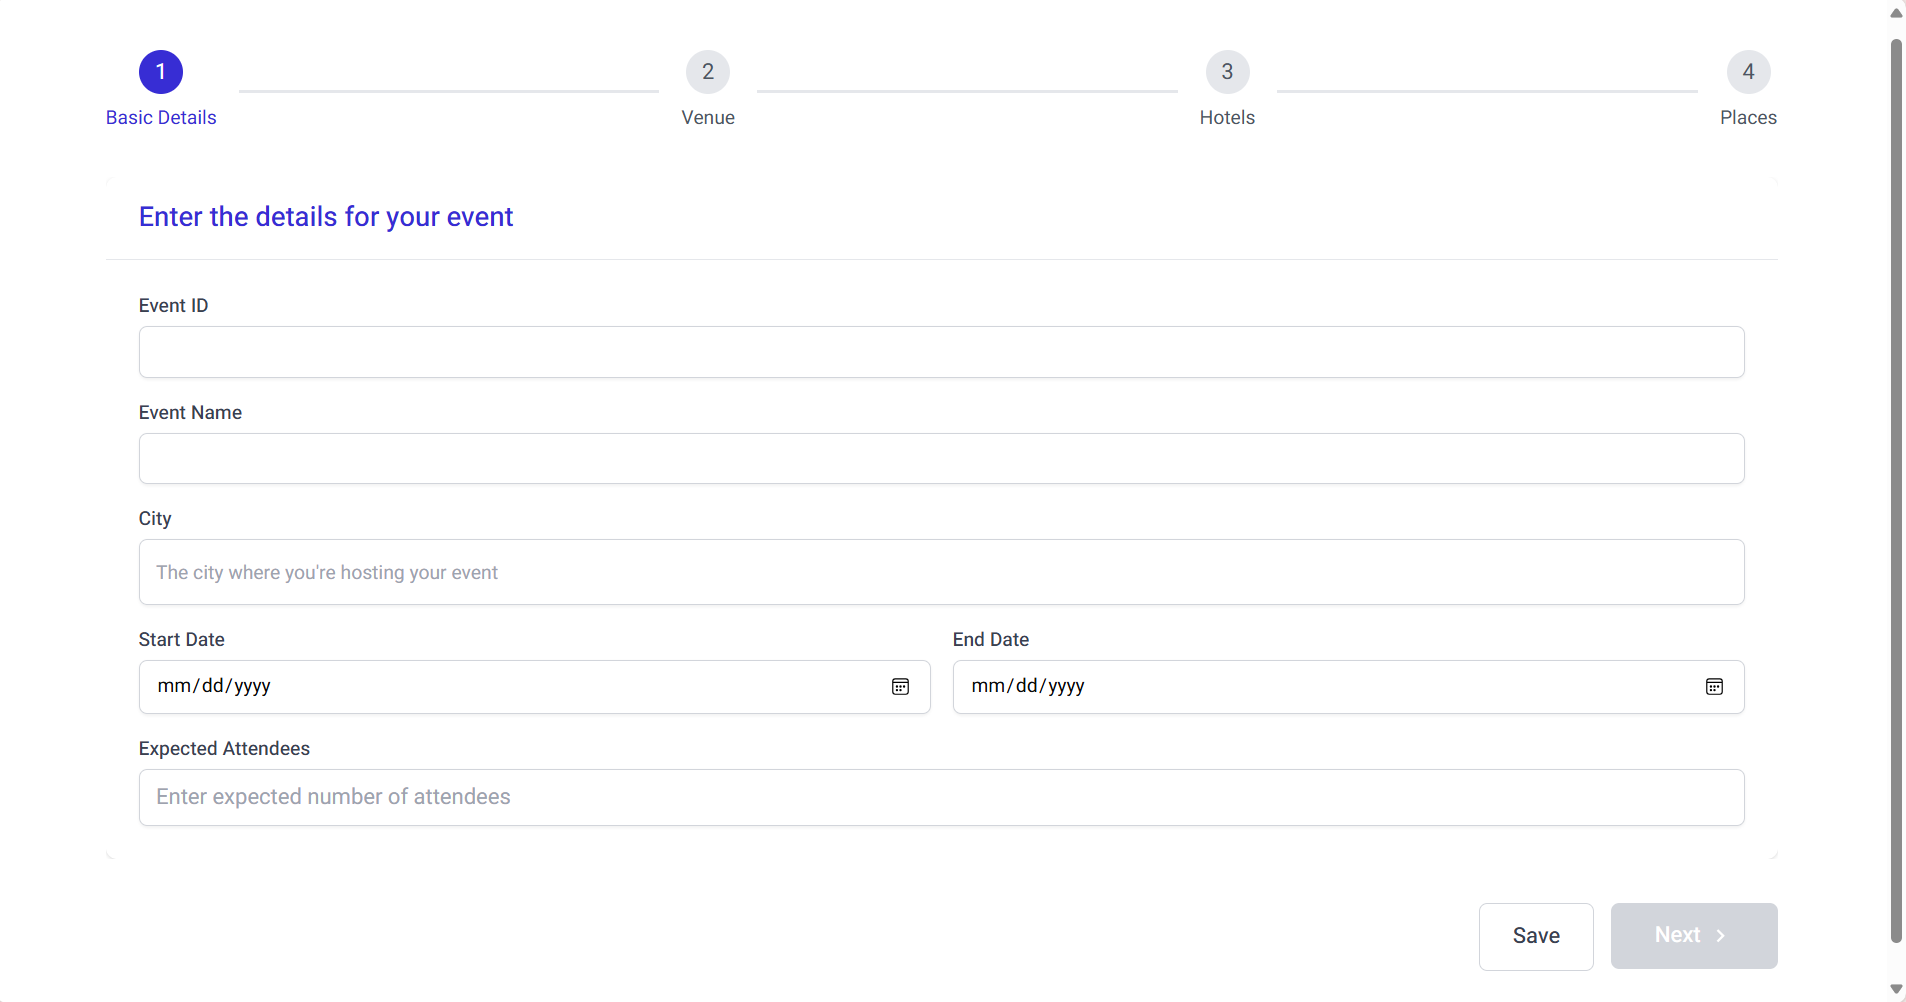 1 2 3 4
Basic Details Venue Hotels Places
Enter the details for your event
Event ID
Event Name
City
The city where you're hosting your event
Start Date End Date
mm/dd/yyyy mm/dd/yyyy
Expected Attendees
Enter expected number of attendees
Save Next